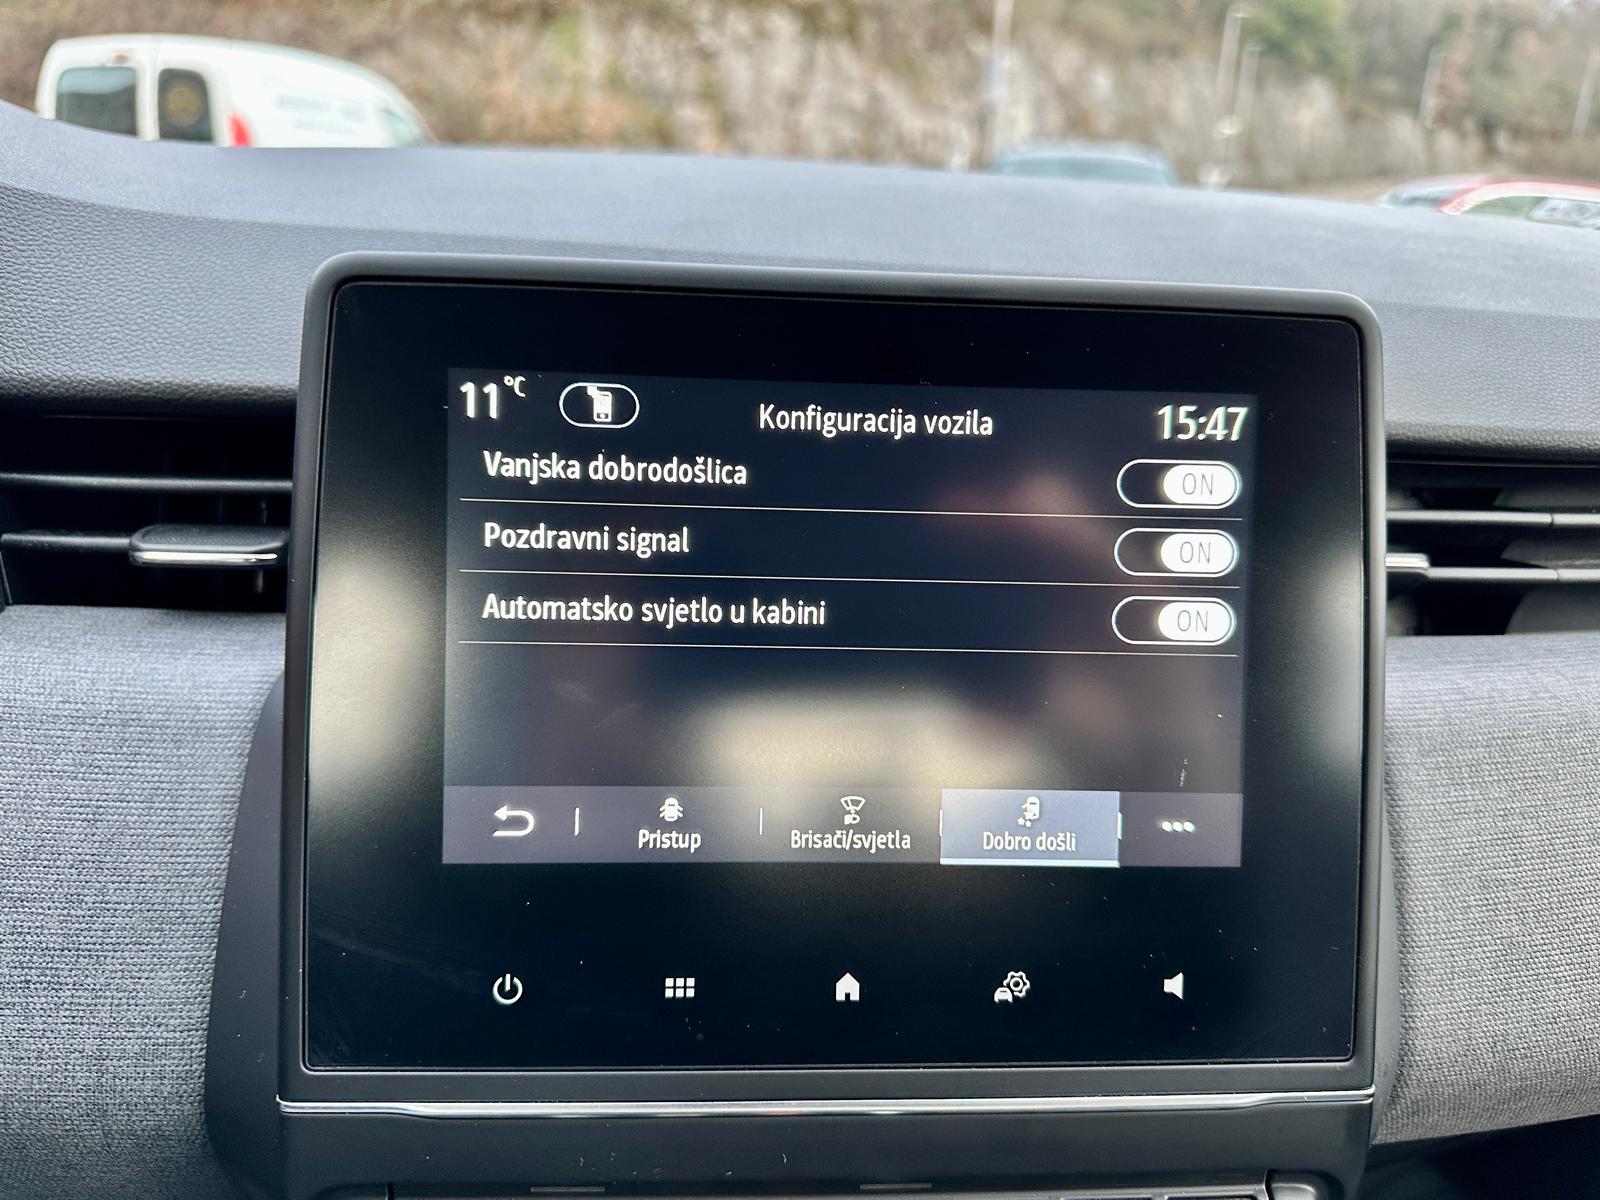 11°C
Konfiguracija vozila
15:47
Vanjska dobrodošlica
ON
Pozdravni signal
ON
Automatsko svjetlo u kabini
ON
Pristup
Brisači/svjetla
Dobro došli